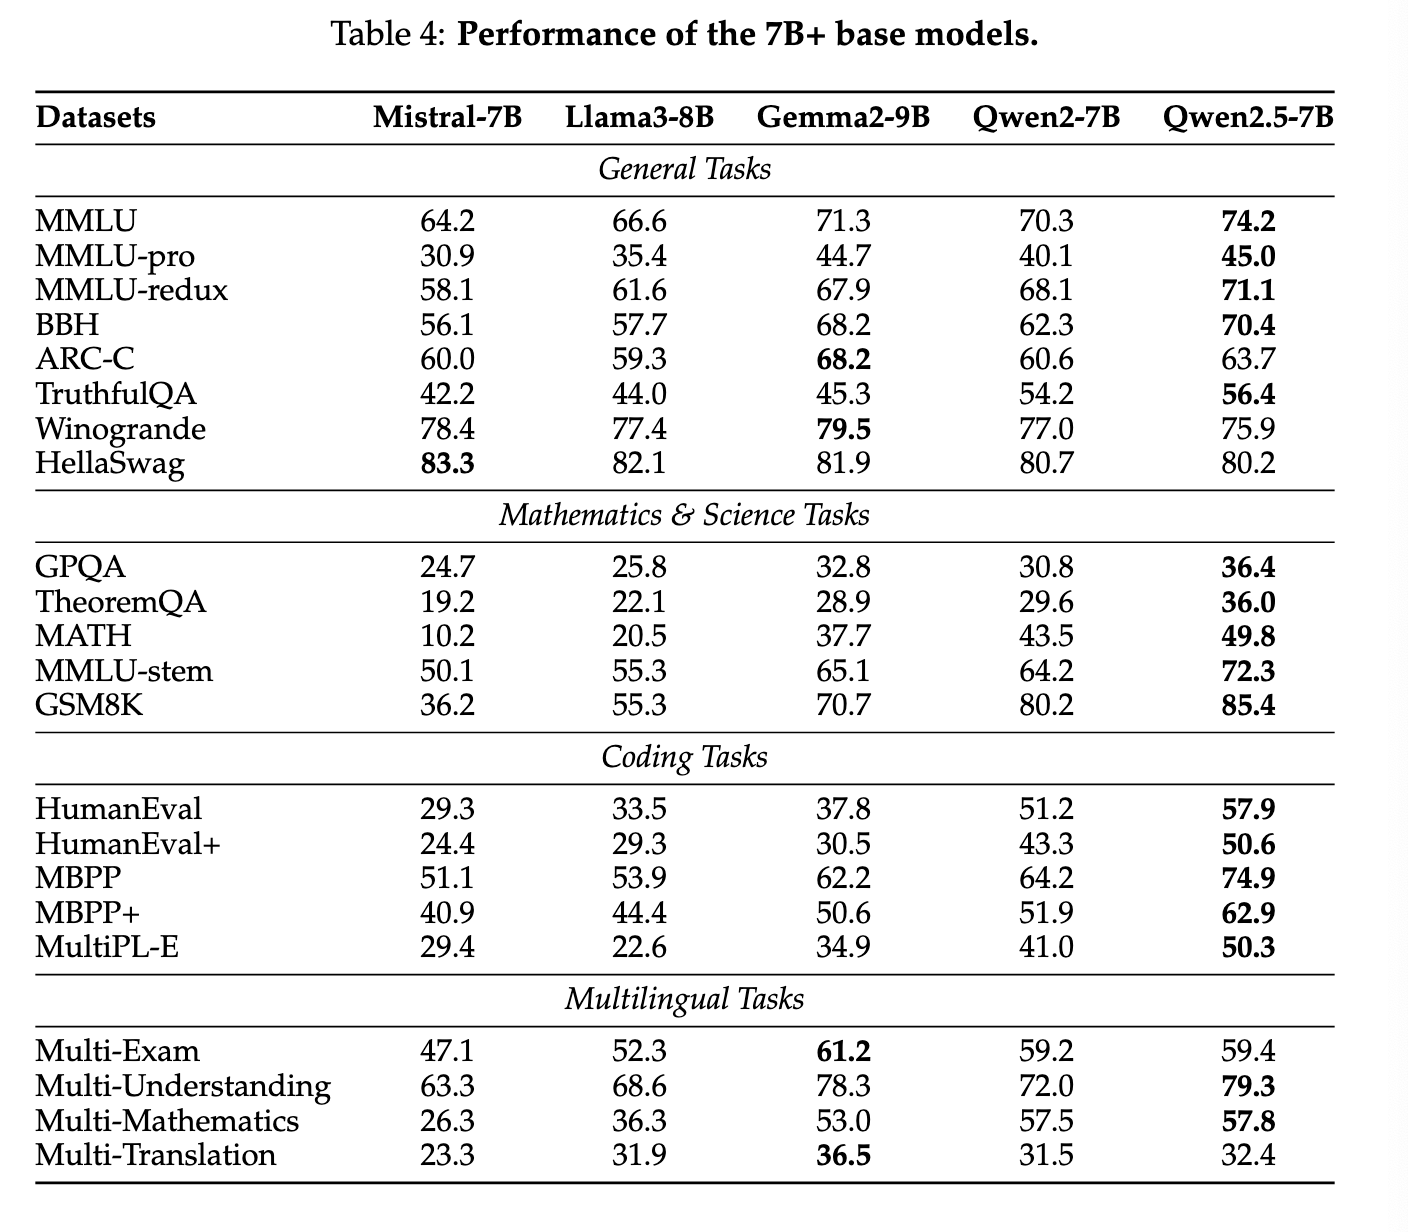 Table 4: Performance of the 7B+ base models.
Datasets Mistral-7B Llama3-8B Gemma2-9B Qwen2-7B Qwen2.5-7B
General Tasks
MMLU 64.2 66.6 71.3 70.3 74.2
MMLU-pro 30.9 35.4 44.7 40.1 45.0
MMLU-redux 58.1 61.6 67.9 68.1 71.1
BBH 56.1 57.7 68.2 62.3 70.4
ARC-C 60.0 59.3 68.2 60.6 63.7
TruthfulQA 42.2 44.0 45.3 54.2 56.4
Winogrande 78.4 77.4 79.5 77.0 75.9
HellaSwag 83.3 82.1 81.9 80.7 80.2
Mathematics & Science Tasks
GPQA 24.7 25.8 32.8 30.8 36.4
TheoremQA 19.2 22.1 28.9 29.6 36.0
MATH 10.2 20.5 37.7 43.5 49.8
MMLU-stem 50.1 55.3 65.1 64.2 72.3
GSM8K 36.2 55.3 70.7 80.2 85.4
Coding Tasks
HumanEval 29.3 33.5 37.8 51.2 57.9
HumanEval+ 24.4 29.3 30.5 43.3 50.6
MBPP 51.1 53.9 62.2 64.2 74.9
MBPP+ 40.9 44.4 50.6 51.9 62.9
MultiPL-E 29.4 22.6 34.9 41.0 50.3
Multilingual Tasks
Multi-Exam 47.1 52.3 61.2 59.2 59.4
Multi-Understanding 63.3 68.6 78.3 72.0 79.3
Multi-Mathematics 26.3 36.3 53.0 57.5 57.8
Multi-Translation 23.3 31.9 36.5 31.5 32.4